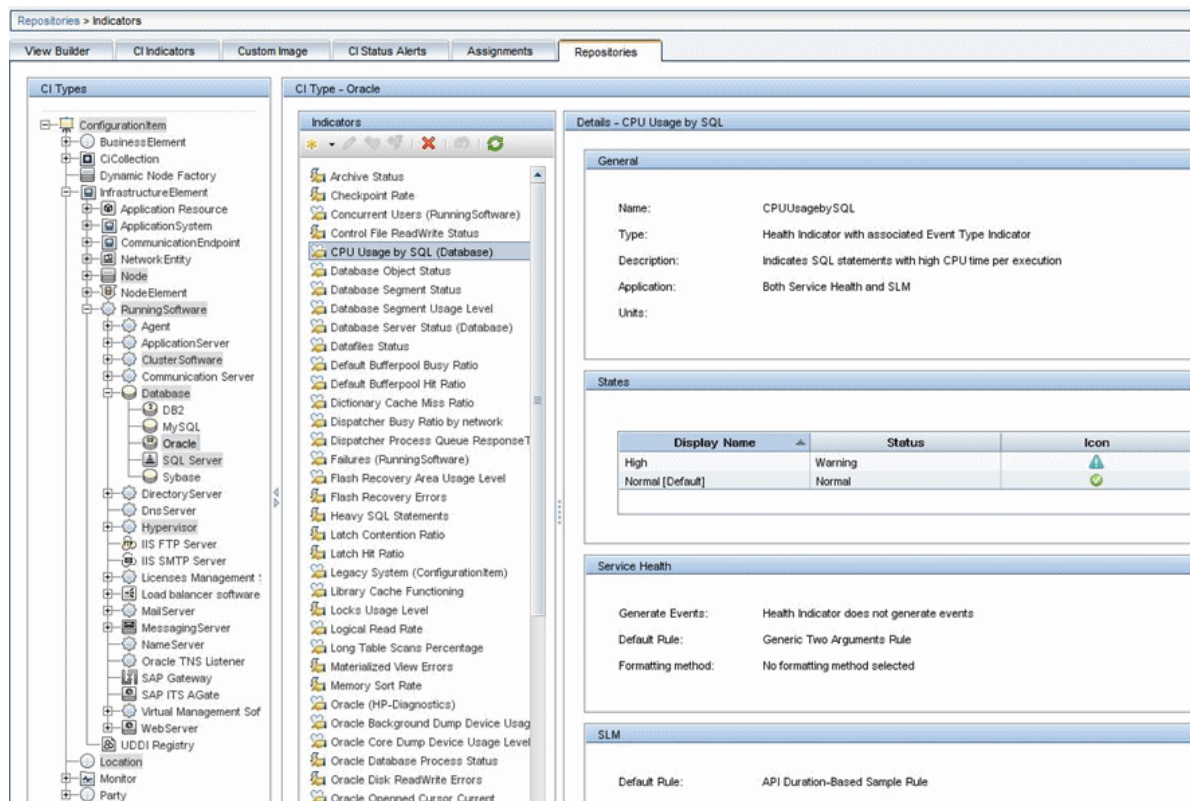 Repositories > Indicators
View Builder
CI Indicators
Custom Image
CI Status Alerts
Assignments
Repositories
CI Types
ConfigurationItem
BusinessElement
CiCollection
Dynamic Node Factory
InfrastructureElement
Application Resource
ApplicationSystem
CommunicationEndpoint
NetworkEntity
Node
NodeElement
RunningSoftware
Agent
ApplicationServer
ClusterSoftware
Communication Server
Database
DB2
MySQL
Oracle
SQL Server
Sybase
DirectoryServer
DnsServer
Hypervisor
IIS FTP Server
IIS SMTP Server
Licenses Management S
Load balancer software
MailServer
MessagingServer
NameServer
Oracle TNS Listener
SAP Gateway
SAP ITS AGate
Virtual Management Sof
WebServer
UDDI Registry
Location
Monitor
Party
CI Type - Oracle
Indicators
Archive Status
Checkpoint Rate
Concurrent Users (RunningSoftware)
Control File ReadWrite Status
CPU Usage by SQL (Database)
Database Object Status
Database Segment Status
Database Segment Usage Level
Database Server Status (Database)
Datafiles Status
Default Bufferpool Busy Ratio
Default Bufferpool Hit Ratio
Dictionary Cache Miss Ratio
Dispatcher Busy Ratio by network
Dispatcher Process Queue ResponseT
Failures (RunningSoftware)
Flash Recovery Area Usage Level
Flash Recovery Errors
Heavy SQL Statements
Latch Contention Ratio
Latch Hit Ratio
Legacy System (ConfigurationItem)
Library Cache Functioning
Locks Usage Level
Logical Read Rate
Long Table Scans Percentage
Materialized View Errors
Memory Sort Rate
Oracle (HP-Diagnostics)
Oracle Background Dump Device Usag
Oracle Core Dump Device Usage Level
Oracle Database Process Status
Oracle Disk ReadWrite Errors
Oracle Openned Cursor Current
Details - CPU Usage by SQL
General
Name: CPUUsagebySQL
Type: Health Indicator with associated Event Type Indicator
Description: Indicates SQL statements with high CPU time per execution
Application: Both Service Health and SLM
Units:
States
Display Name Status Icon
High Warning
Normal [Default] Normal
Service Health
Generate Events: Health Indicator does not generate events
Default Rule: Generic Two Arguments Rule
Formatting method: No formatting method selected
SLM
Default Rule: API Duration-Based Sample Rule